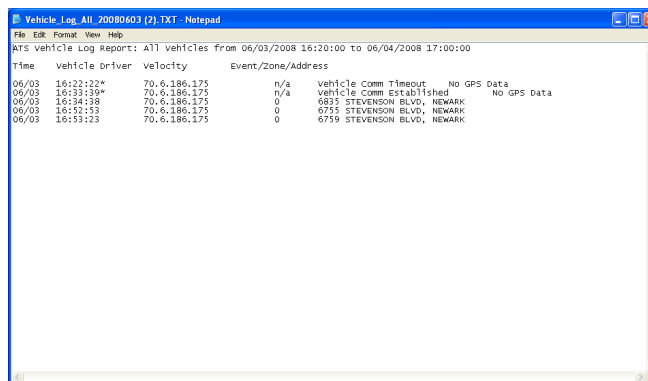 Vehicle_Log_All_20080603 (2).TXT - Notepad
File Edit Format View Help
ATS Vehicle Log Report: All Vehicles from 06/03/2008 16:20:00 to 06/04/2008 17:00:00
Time Vehicle Driver Velocity Event/Zone/Address
06/03 16:22:22* 70.6.186.175 n/a Vehicle Comm Timeout No GPS Data
06/03 16:33:39* 70.6.186.175 n/a Vehicle Comm Established No GPS Data
06/03 16:34:38 70.6.186.175 0 6835 STEVENSON BLVD, NEWARK
06/03 16:52:53 70.6.186.175 0 6755 STEVENSON BLVD, NEWARK
06/03 16:53:23 70.6.186.175 0 6759 STEVENSON BLVD, NEWARK